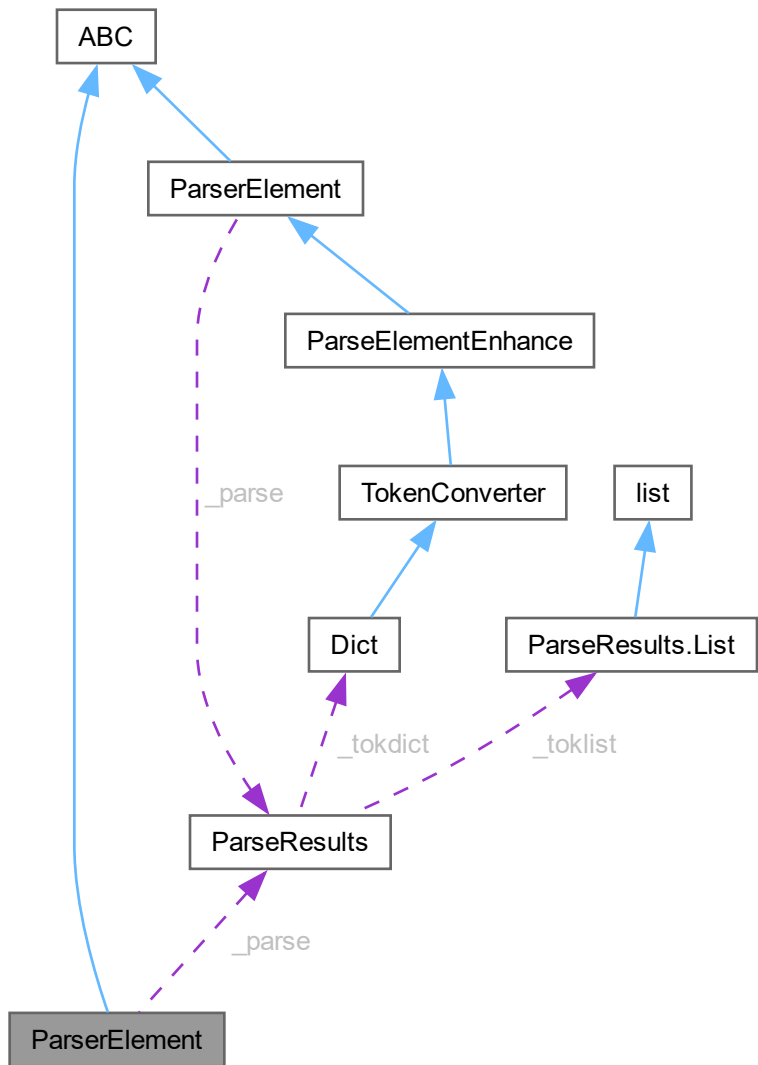 ABC
ParserElement
ParseElementEnhance
_parse
TokenConverter
list
Dict
ParseResults.List
_tokdict
_toklist
ParseResults
_parse
ParserElement